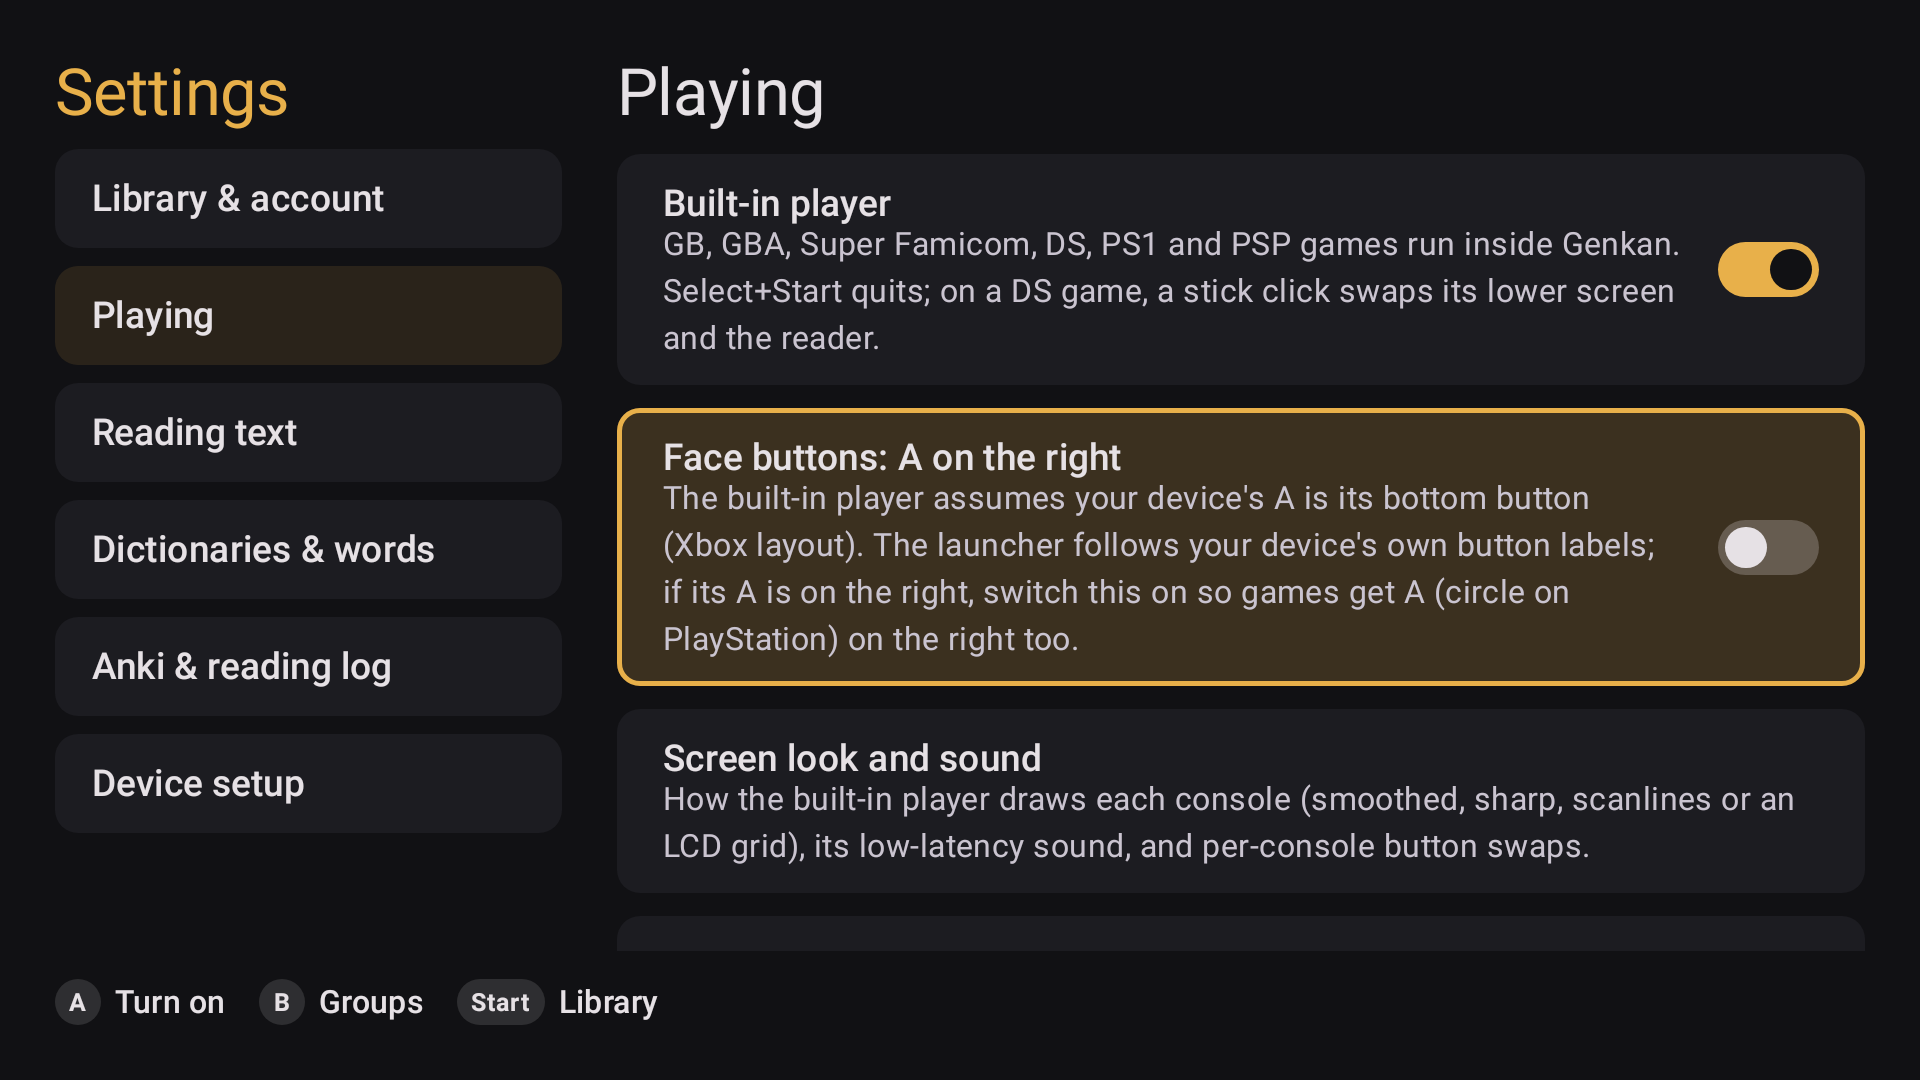 Settings
Library & account
Playing
Reading text
Dictionaries & words
Anki & reading log
Device setup
Playing
Built-in player
GB, GBA, Super Famicom, DS, PS1 and PSP games run inside Genkan.
Select+Start quits; on a DS game, a stick click swaps its lower screen
and the reader.
Face buttons: A on the right
The built-in player assumes your device's A is its bottom button
(Xbox layout). The launcher follows your device's own button labels;
if its A is on the right, switch this on so games get A (circle on
PlayStation) on the right too.
Screen look and sound
How the built-in player draws each console (smoothed, sharp, scanlines or an
LCD grid), its low-latency sound, and per-console button swaps.
A Turn on B Groups Start Library